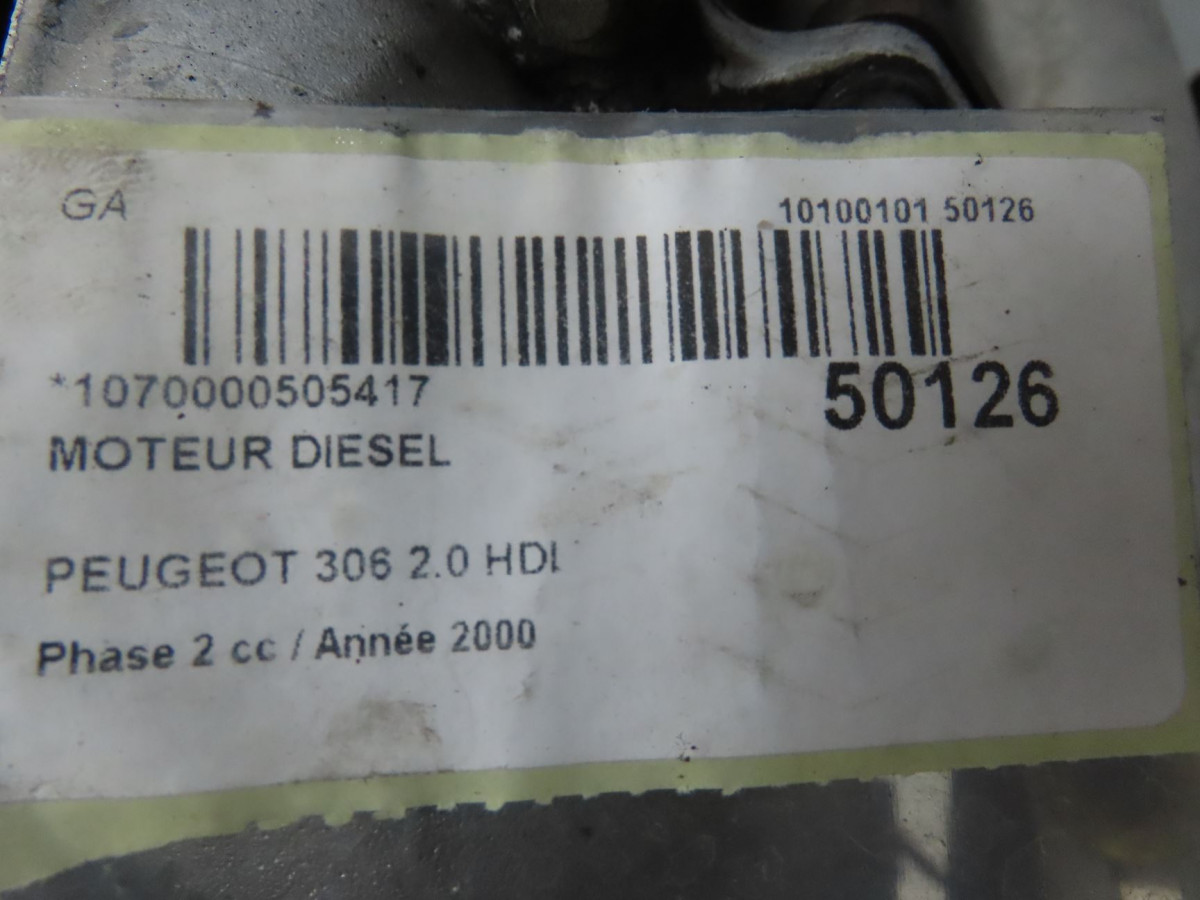 GA
10100101 50126
*1070000505417
50126
MOTEUR DIESEL
PEUGEOT 306 2.0 HDI
Phase 2 cc / Année 2000